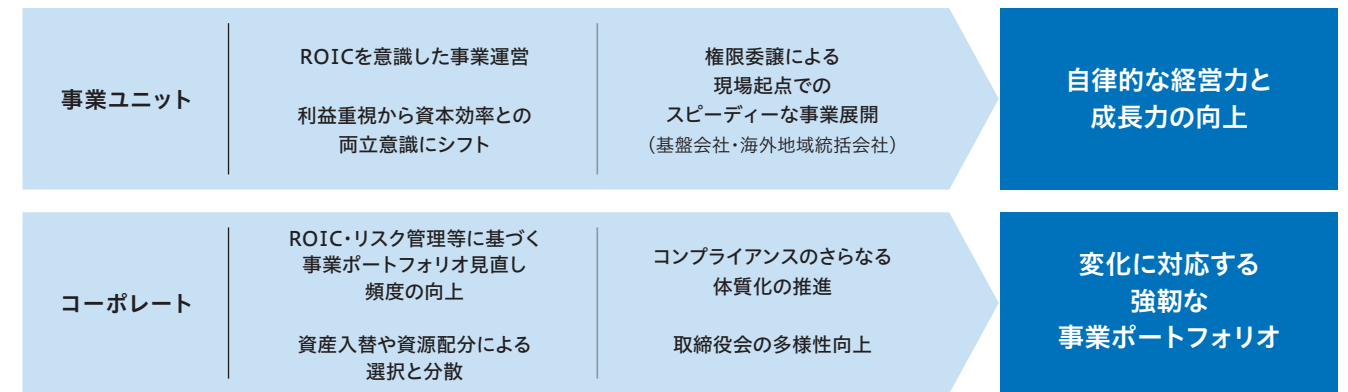 事業ユニット
ROICを意識した事業運営
利益重視から資本効率との
両立意識にシフト
権限委譲による
現場起点での
スピーディーな事業展開
（基盤会社・海外地域統括会社）
自律的な経営力と
成長力の向上
コーポレート
ROIC・リスク管理等に基づく
事業ポートフォリオ見直し
頻度の向上
資産入替や資源配分による
選択と分散
コンプライアンスのさらなる
体質化の推進
取締役会の多様性向上
変化に対応する
強靭な
事業ポートフォリオ